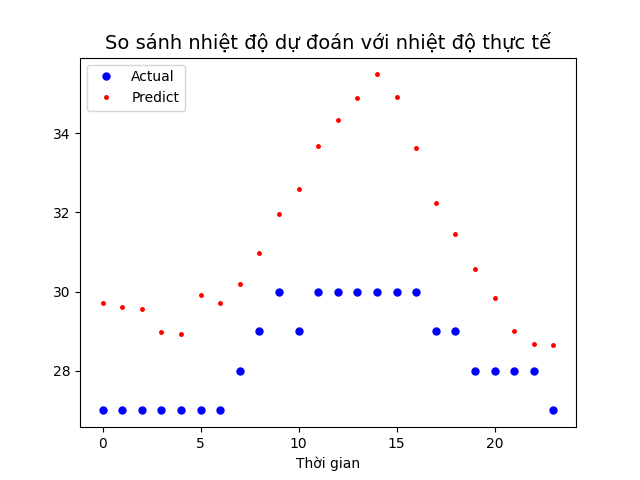 So sánh nhiệt độ dự đoán với nhiệt độ thực tế
Actual
Predict
34
32
30
28
0 5 10 15 20
Thời gian